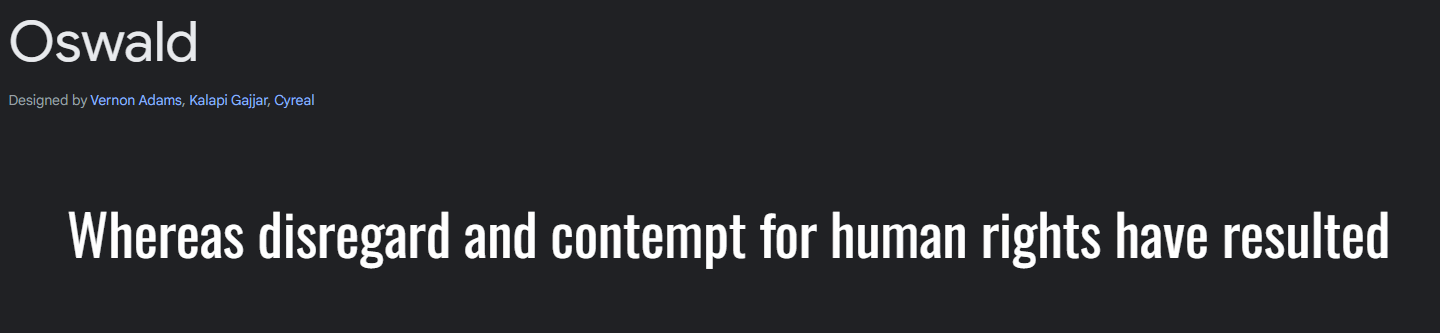 Oswald
Designed by Vernon Adams, Kalapi Gajjar, Cyreal
Whereas disregard and contempt for human rights have resulted